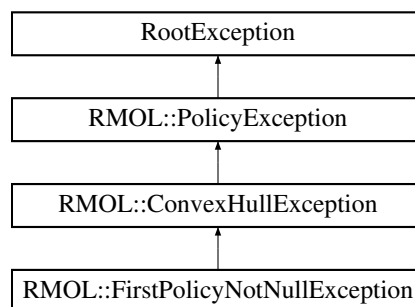 RootException
RMOL::PolicyException
RMOL::ConvexHullException
RMOL::FirstPolicyNotNullException